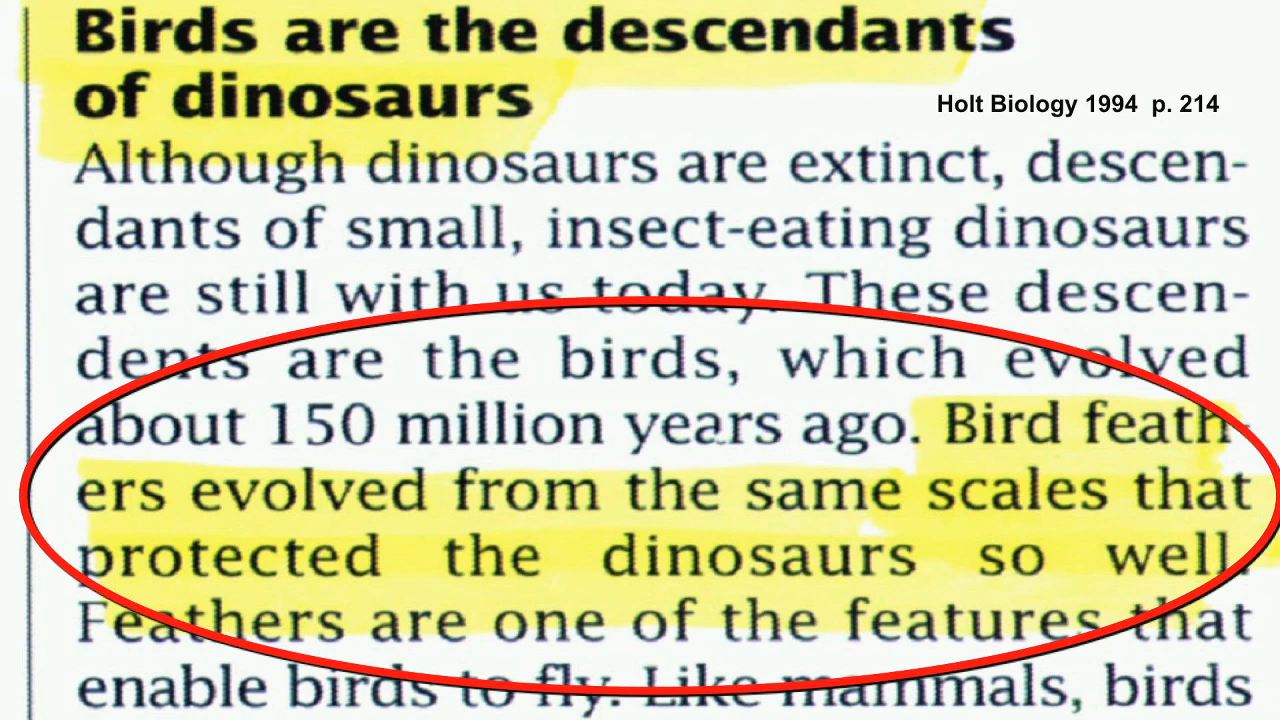 Birds are the descendants
of dinosaurs
Holt Biology 1994 p. 214
Although dinosaurs are extinct, descen-
dants of small, insect-eating dinosaurs
are still with us today. These descen-
dents are the birds, which evolved
about 150 million years ago. Bird feath-
ers evolved from the same scales that
protected the dinosaurs so well.
Feathers are one of the features that
enable birds to fly. Like mammals, birds